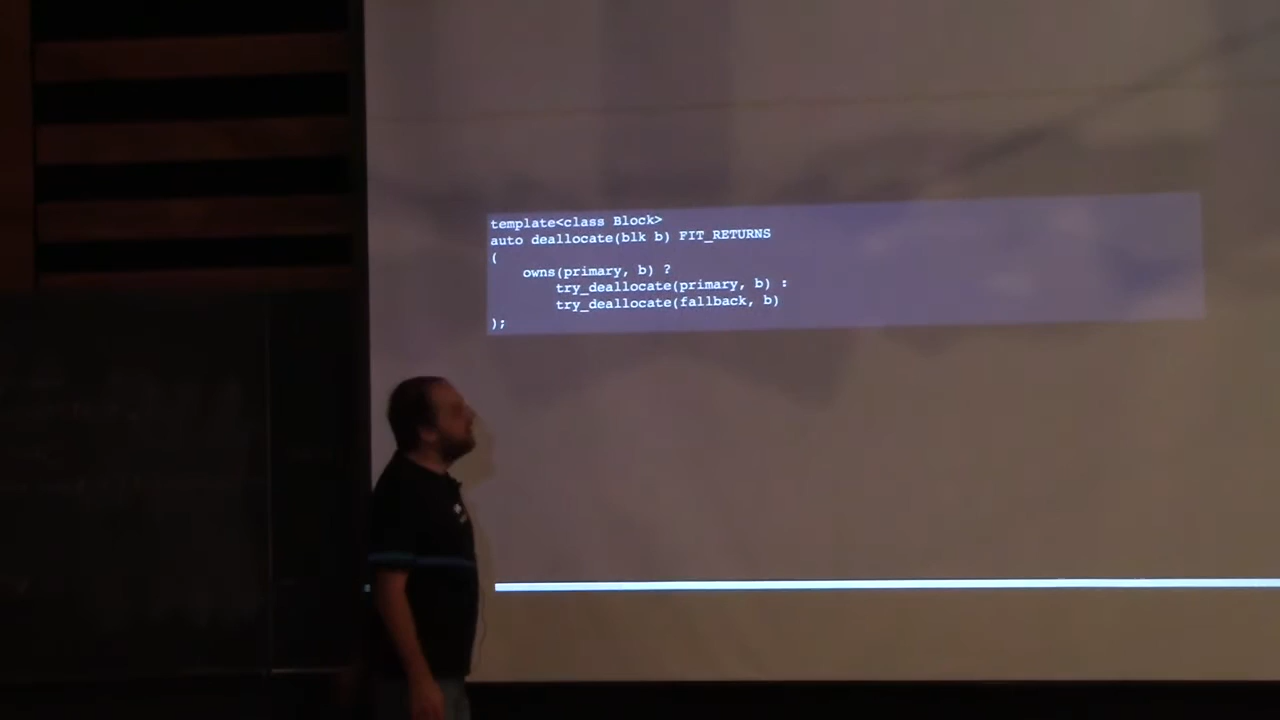 template<class Block>
auto deallocate(blk b) FIT_RETURNS
(
    owns(primary, b) ?
        try_deallocate(primary, b) :
        try_deallocate(fallback, b)
);